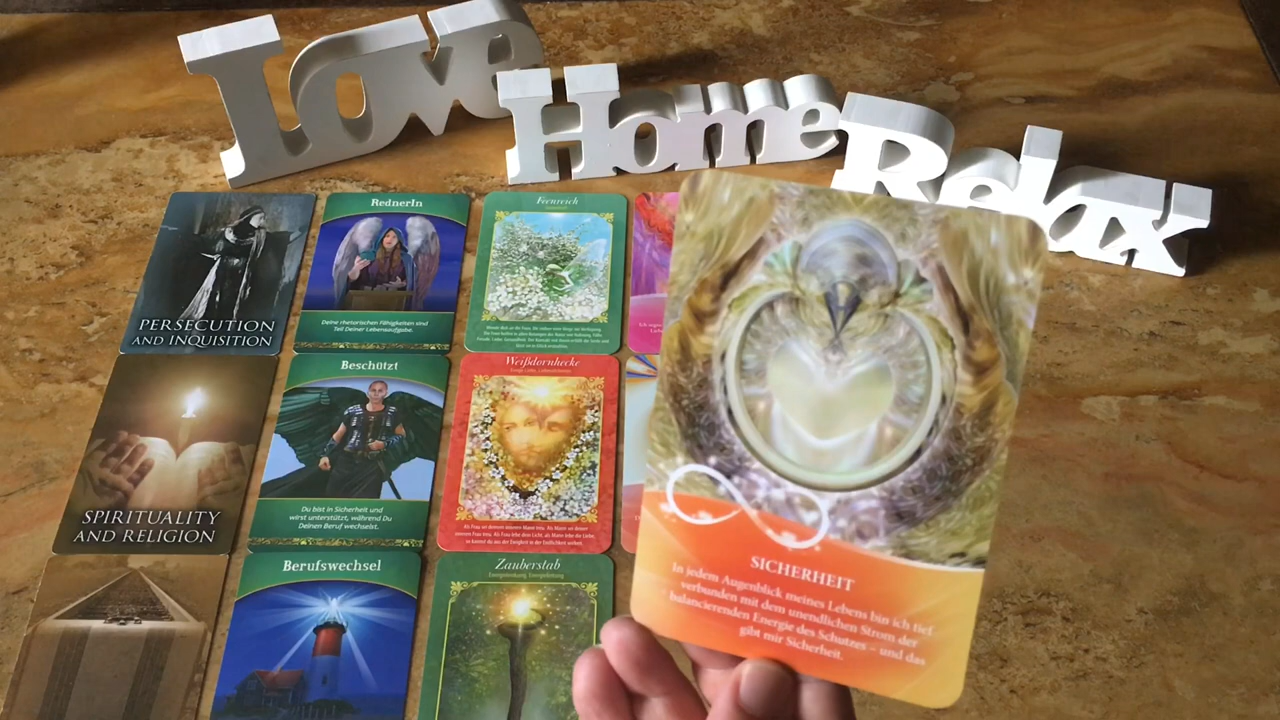 Love
Home
Relax
PERSECUTION
AND INQUISITION
RednerIn
Deine rhetorischen Fähigkeiten sind
Teil Deiner Lebensaufgabe.
Feenreich
SPIRITUALITY
AND RELIGION
Beschützt
Du bist in Sicherheit und
wirst unterstützt, während Du
Deinen Beruf wechselst.
Weißdornhecke
Berufswechsel
Zauberstab
SICHERHEIT
In jedem Augenblick meines Lebens bin ich tief
verbunden mit dem unendlichen Strom der
balancierenden Energie des Schutzes – und das
gibt mir Sicherheit.